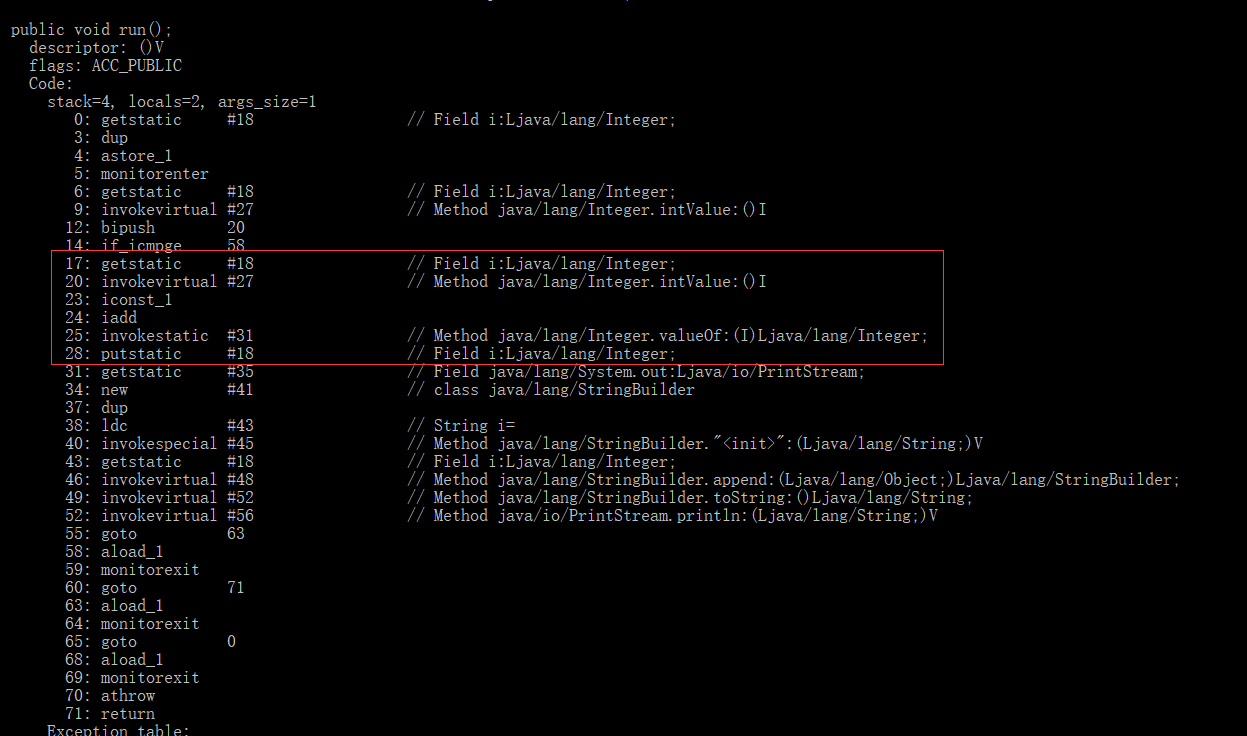 public void run();
descriptor: ()V
flags: ACC_PUBLIC
Code:
stack=4, locals=2, args_size=1
0: getstatic #18 // Field i:Ljava/lang/Integer;
3: dup
4: astore_1
5: monitorenter
6: getstatic #18 // Field i:Ljava/lang/Integer;
9: invokevirtual #27 // Method java/lang/Integer.intValue:()I
12: bipush 20
14: if_icmpge 58
17: getstatic #18 // Field i:Ljava/lang/Integer;
20: invokevirtual #27 // Method java/lang/Integer.intValue:()I
23: iconst_1
24: iadd
25: invokestatic #31 // Method java/lang/Integer.valueOf:(I)Ljava/lang/Integer;
28: putstatic #18 // Field i:Ljava/lang/Integer;
31: getstatic #35 // Field java/lang/System.out:Ljava/io/PrintStream;
34: new #41 // class java/lang/StringBuilder
37: dup
38: ldc #43 // String i=
40: invokespecial #45 // Method java/lang/StringBuilder."<init>":(Ljava/lang/String;)V
43: getstatic #18 // Field i:Ljava/lang/Integer;
46: invokevirtual #48 // Method java/lang/StringBuilder.append:(Ljava/lang/Object;)Ljava/lang/StringBuilder;
49: invokevirtual #52 // Method java/lang/StringBuilder.toString:()Ljava/lang/String;
52: invokevirtual #56 // Method java/io/PrintStream.println:(Ljava/lang/String;)V
55: goto 63
58: aload_1
59: monitorexit
60: goto 71
63: aload_1
64: monitorexit
65: goto 0
68: aload_1
69: monitorexit
70: athrow
71: return
Exception table: